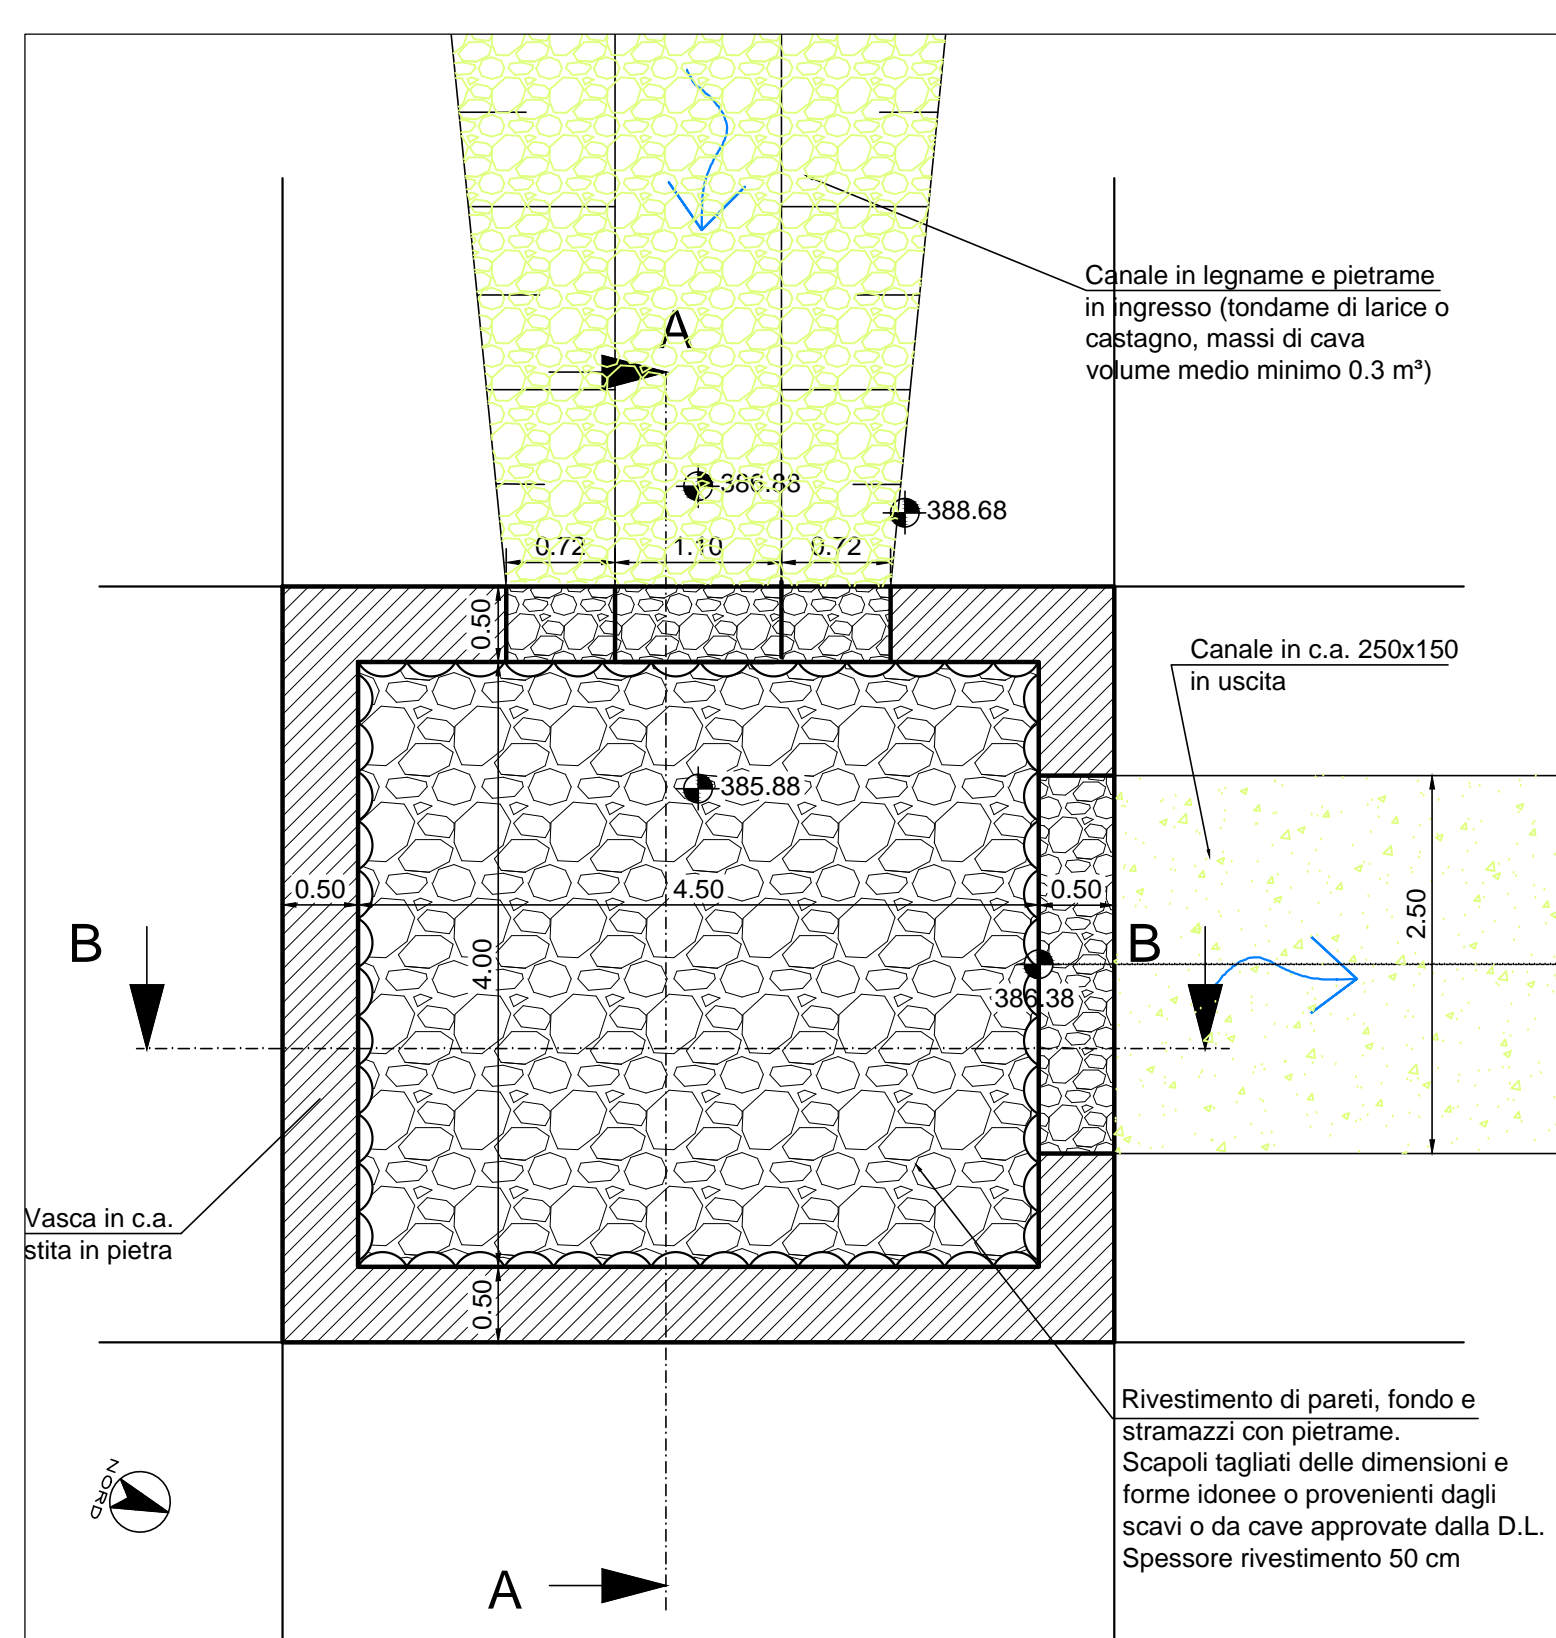 Canale in legname e pietrame
in ingresso (tondame di larice o
castagno, massi di cava
volume medio minimo 0.3 m³)
A
386.88
388.68
0.72
1.10
0.72
0.50
Canale in c.a. 250x150
in uscita
385.88
0.50
4.50
0.50
2.50
B
B
4.00
386.38
Vasca in c.a.
stita in pietra
0.50
Rivestimento di pareti, fondo e
stramazzi con pietrame.
Scapoli tagliati delle dimensioni e
forme idonee o provenienti dagli
scavi o da cave approvate dalla D.L.
Spessore rivestimento 50 cm
NORD
A